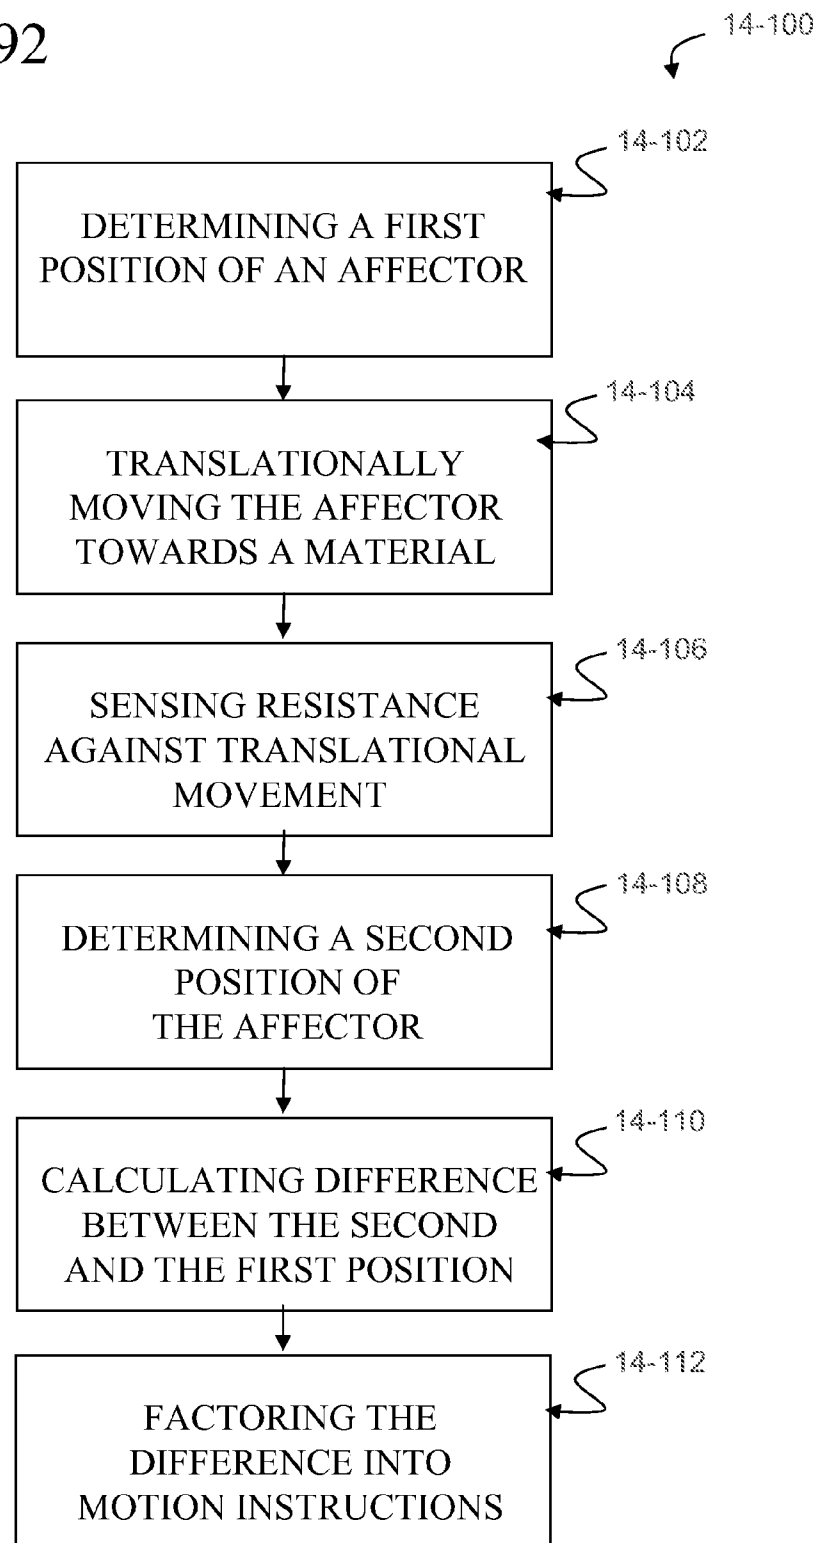 92
14-100
14-102
DETERMINING A FIRST
POSITION OF AN AFFECTOR
14-104
TRANSLATIONALLY
MOVING THE AFFECTOR
TOWARDS A MATERIAL
14-106
SENSING RESISTANCE
AGAINST TRANSLATIONAL
MOVEMENT
14-108
DETERMINING A SECOND
POSITION OF
THE AFFECTOR
14-110
CALCULATING DIFFERENCE
BETWEEN THE SECOND
AND THE FIRST POSITION
14-112
FACTORING THE
DIFFERENCE INTO
MOTION INSTRUCTIONS